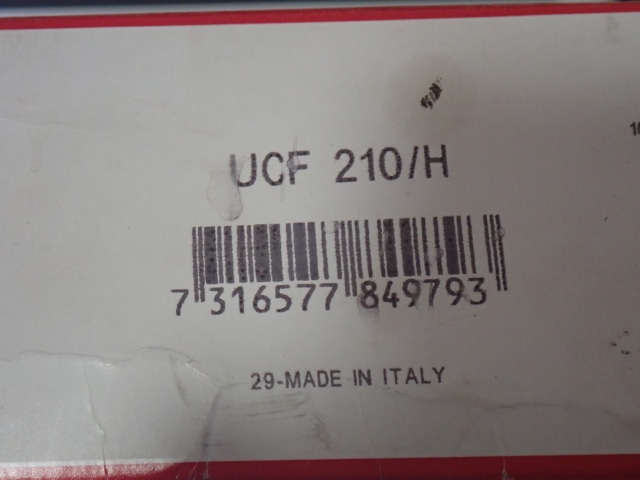 UCF 210/H
7 316577 849793
29-MADE IN ITALY